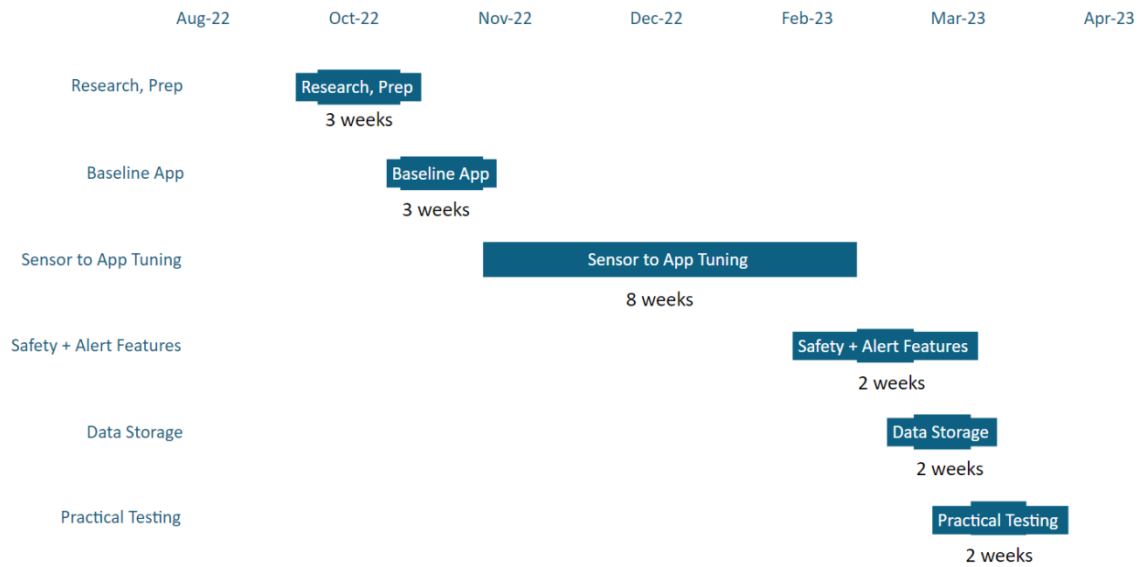 Aug-22 Oct-22 Nov-22 Dec-22 Feb-23 Mar-23 Apr-23
Research, Prep Research, Prep
3 weeks
Baseline App Baseline App
3 weeks
Sensor to App Tuning Sensor to App Tuning
8 weeks
Safety + Alert Features Safety + Alert Features
2 weeks
Data Storage Data Storage
2 weeks
Practical Testing Practical Testing
2 weeks